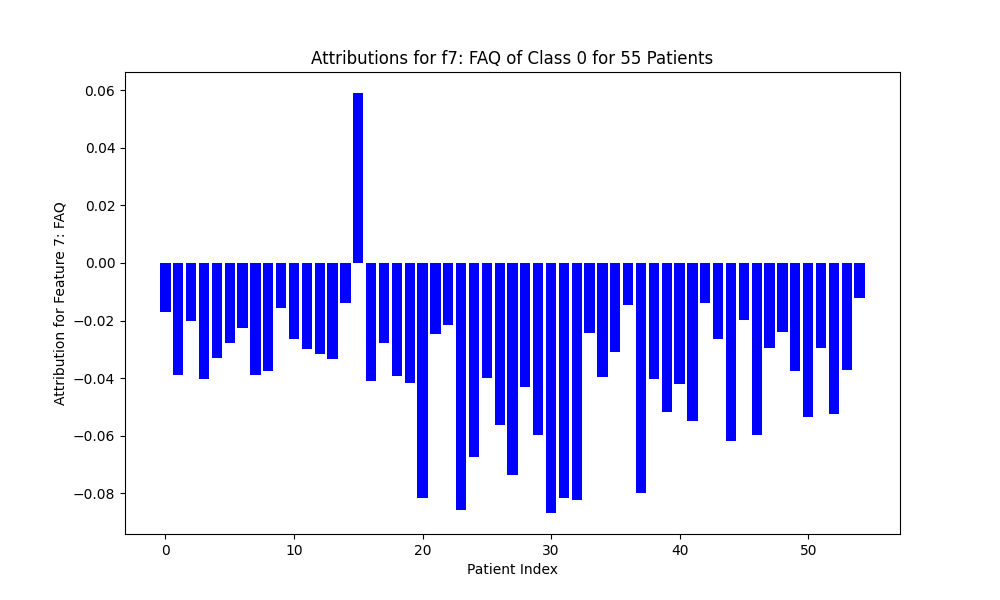 Attributions for f7: FAQ of Class 0 for 55 Patients
Attribution for Feature 7: FAQ
0.06
0.04
0.02
0.00
−0.02
−0.04
−0.06
−0.08
0 10 20 30 40 50
Patient Index